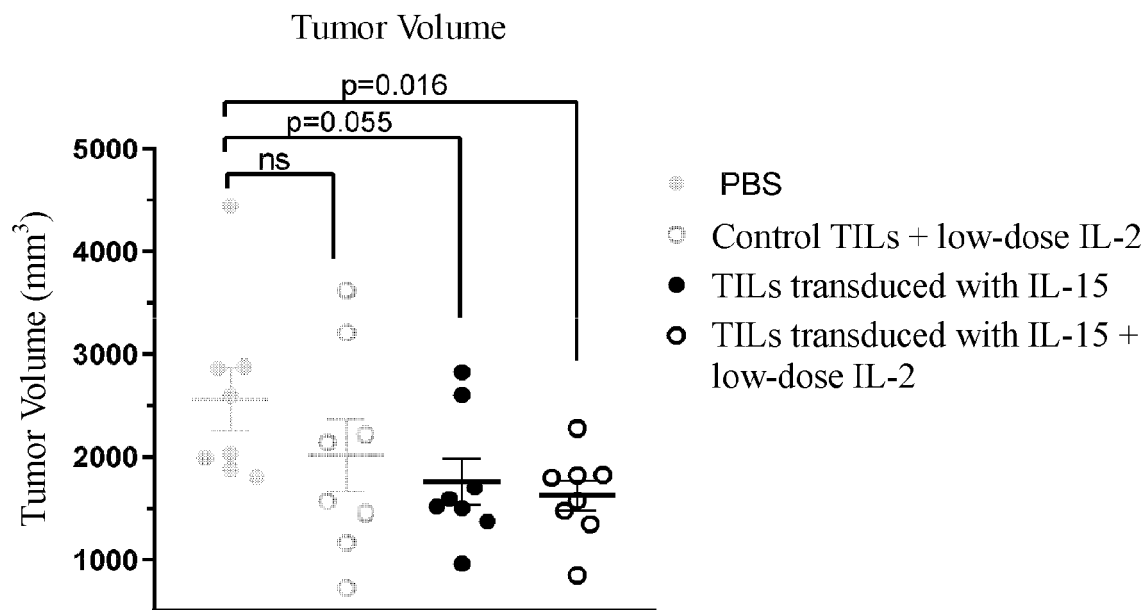 Tumor Volume
p=0.016
p=0.055
ns
5000
4000
3000
2000
1000
Tumor Volume (mm³)
PBS
Control TILs + low-dose IL-2
TILs transduced with IL-15
TILs transduced with IL-15 +
low-dose IL-2